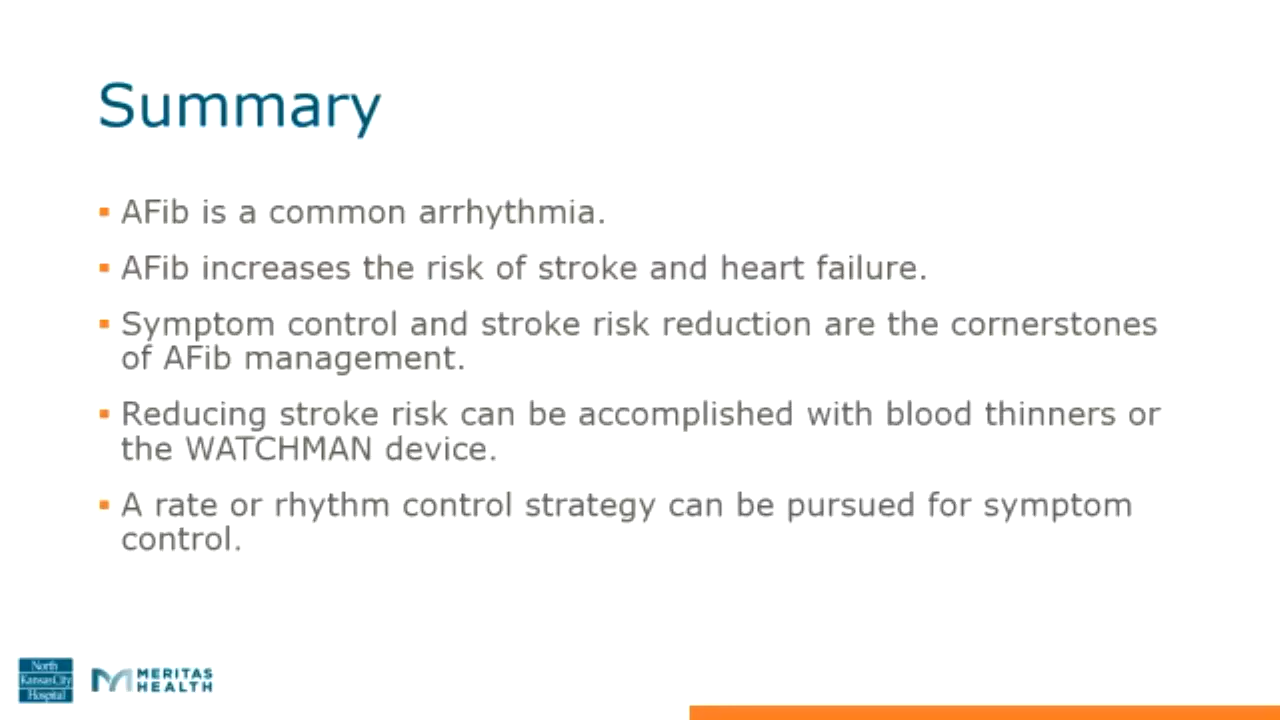 Summary
▪ AFib is a common arrhythmia.
▪ AFib increases the risk of stroke and heart failure.
▪ Symptom control and stroke risk reduction are the cornerstones
of AFib management.
▪ Reducing stroke risk can be accomplished with blood thinners or
the WATCHMAN device.
▪ A rate or rhythm control strategy can be pursued for symptom
control.
North
KansasCity
Hospital
MERITAS
HEALTH